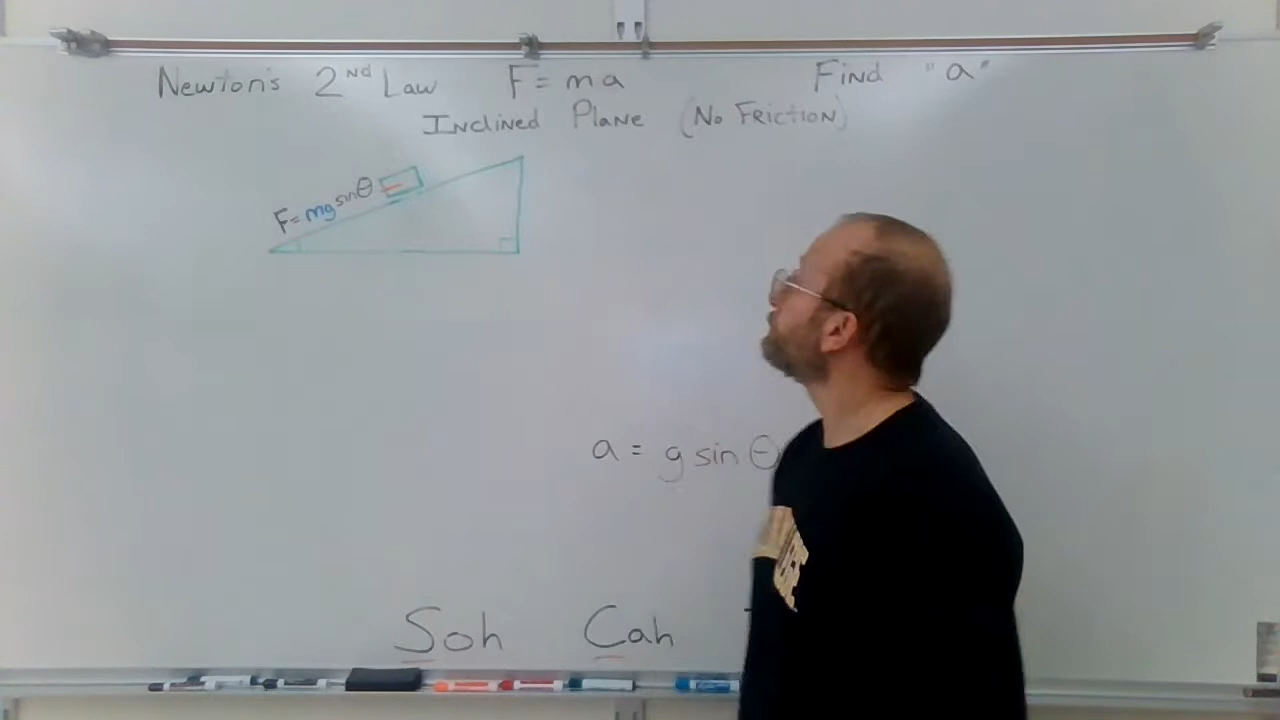 Newton's 2nd Law F = ma Find "a"
Inclined Plane (No Friction)
F = mg sin θ
a = g sin θ
Soh Cah